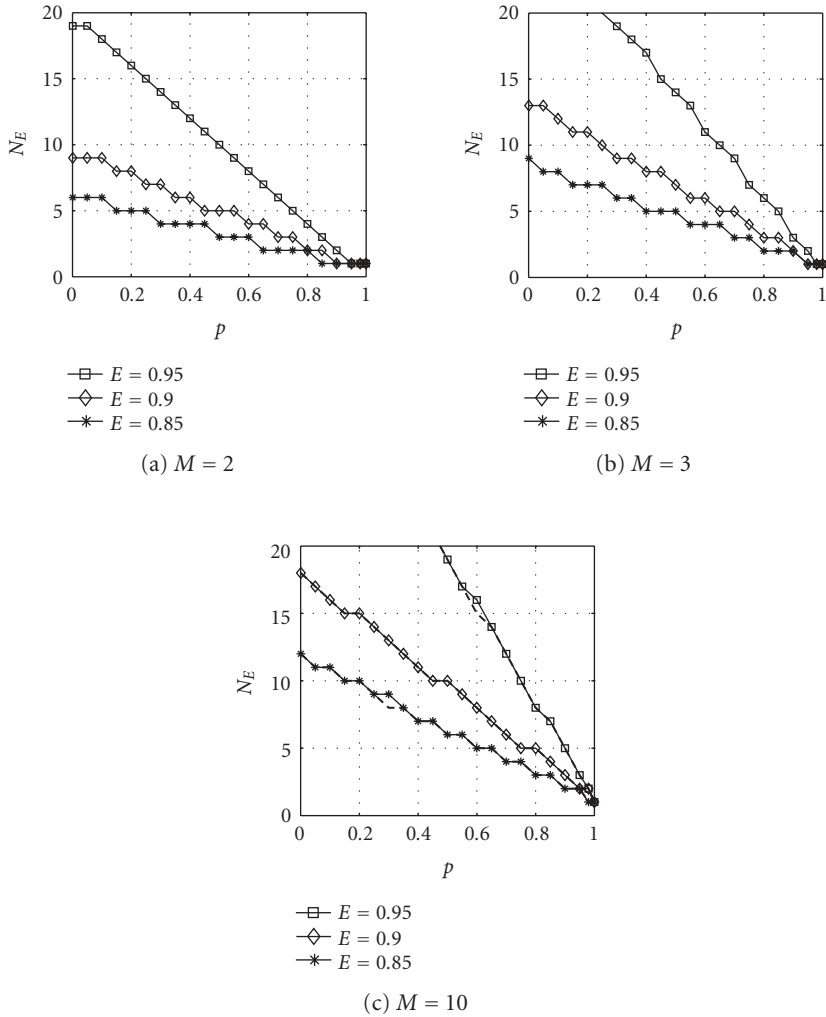 20
15
10
5
0
N_E
0 0.2 0.4 0.6 0.8 1
p
E = 0.95
E = 0.9
E = 0.85
(a) M = 2
20
15
10
5
0
N_E
0 0.2 0.4 0.6 0.8 1
p
E = 0.95
E = 0.9
E = 0.85
(b) M = 3
20
15
10
5
0
N_E
0 0.2 0.4 0.6 0.8 1
p
E = 0.95
E = 0.9
E = 0.85
(c) M = 10